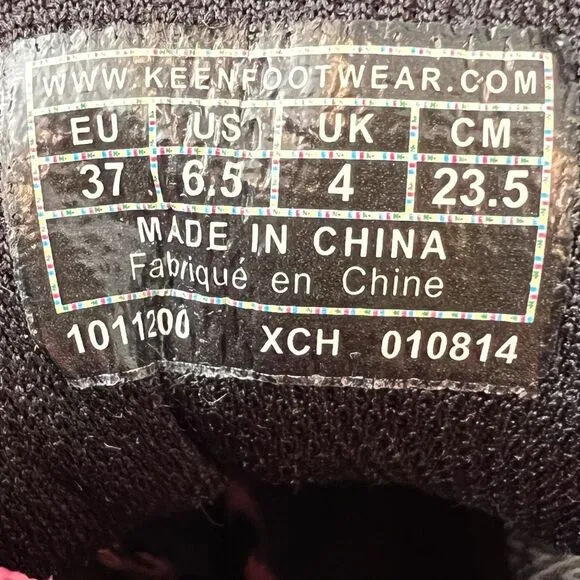 WWW.KEENFOOTWEAR.COM
EU US UK CM
37 6.5 4 23.5
MADE IN CHINA
Fabriqué en Chine
1011200 XCH 010814